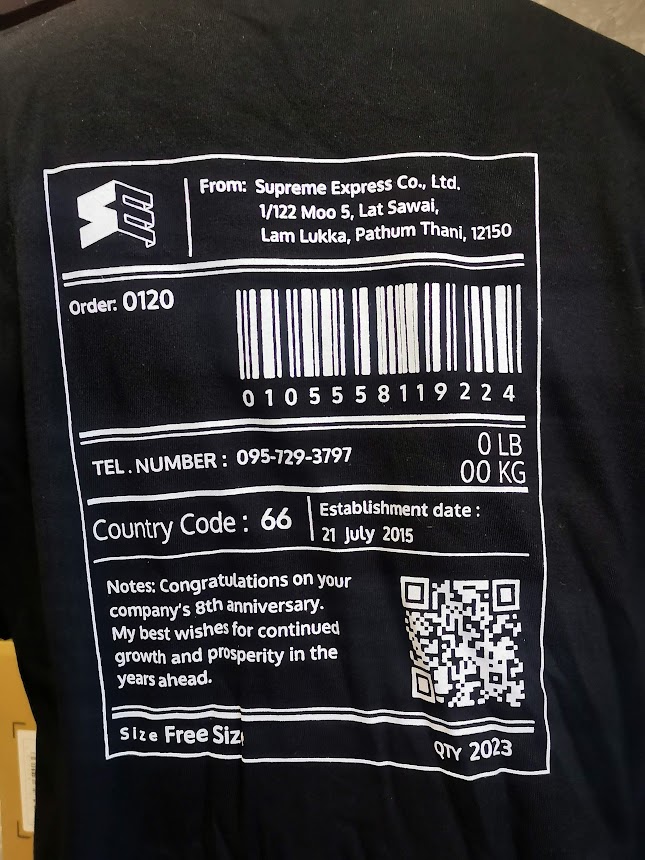 SE
From: Supreme Express Co., Ltd.
1/122 Moo 5, Lat Sawai,
Lam Lukka, Pathum Thani, 12150
Order: 0120
0105558119224
TEL.NUMBER: 095-729-3797
0 LB
00 KG
Country Code: 66
Establishment date:
21 July 2015
Notes: Congratulations on your
company's 8th anniversary.
My best wishes for continued
growth and prosperity in the
years ahead.
Size Free Siz
QTY 2023